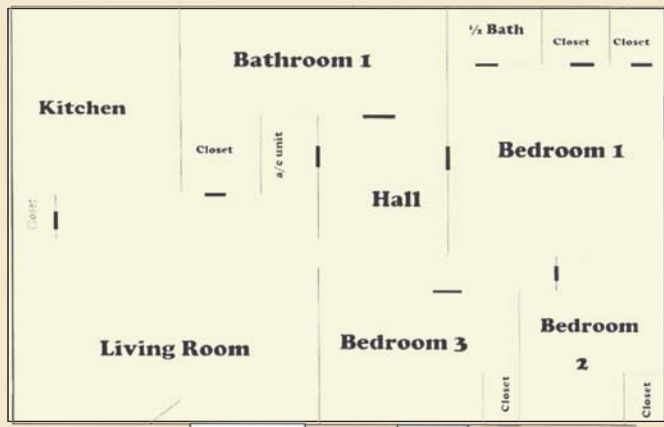 ½ Bath
Closet
Closet
Bathroom 1
Kitchen
Closet
a/c unit
Bedroom 1
Hall
Closet
Living Room
Bedroom 3
Bedroom
2
Closet
Closet